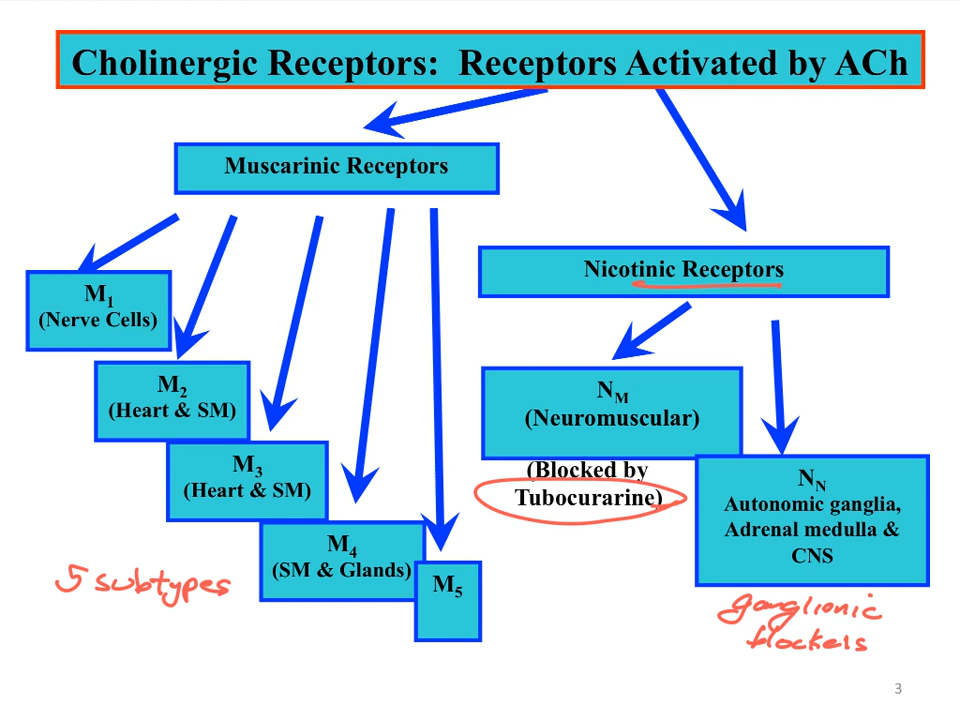 Cholinergic Receptors: Receptors Activated by ACh
Muscarinic Receptors
M1
(Nerve Cells)
M2
(Heart & SM)
M3
(Heart & SM)
M4
(SM & Glands)
M5
5 subtypes
Nicotinic Receptors
NM
(Neuromuscular)
(Blocked by
Tubocurarine)
NN
Autonomic ganglia,
Adrenal medulla &
CNS
ganglionic
blockers
3